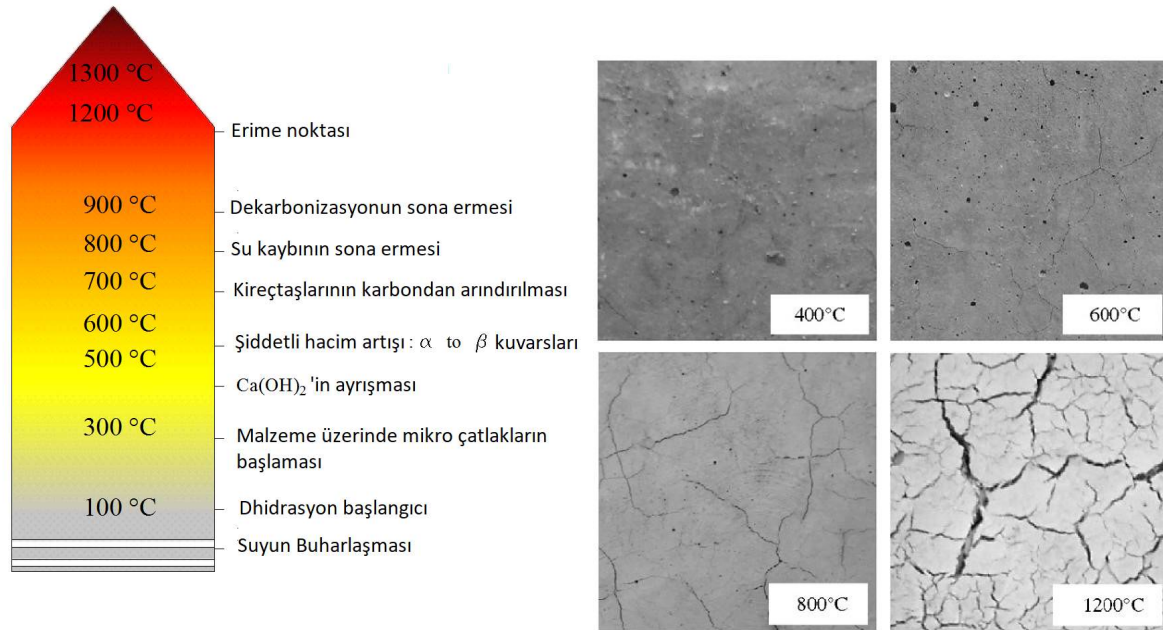 1300 °C
1200 °C
Erime noktası
900 °C
Dekarbonizasyonun sona ermesi
800 °C
Su kaybının sona ermesi
700 °C
Kireçtaşlarının karbondan arındırılması
600 °C
Şiddetli hacim artışı : α to β kuvarsları
500 °C
Ca(OH)₂ 'in ayrışması
300 °C
Malzeme üzerinde mikro çatlakların
başlaması
100 °C
Dhidrasyon başlangıcı
Suyun Buharlaşması
400°C
600°C
800°C
1200°C